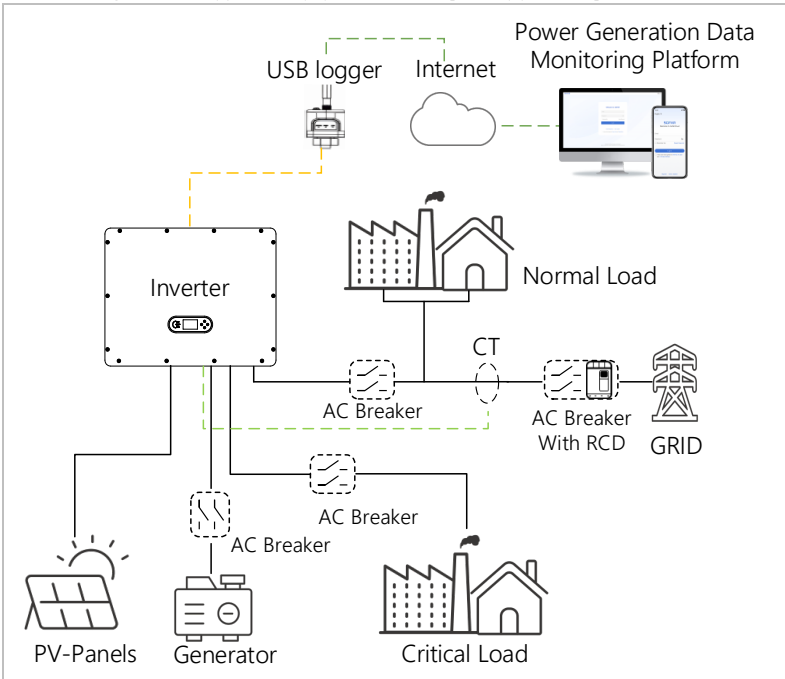 Power Generation Data
Monitoring Platform
USB logger
Internet
Inverter
Normal Load
CT
AC Breaker
AC Breaker
With RCD
GRID
AC Breaker
AC Breaker
PV-Panels
Generator
Critical Load